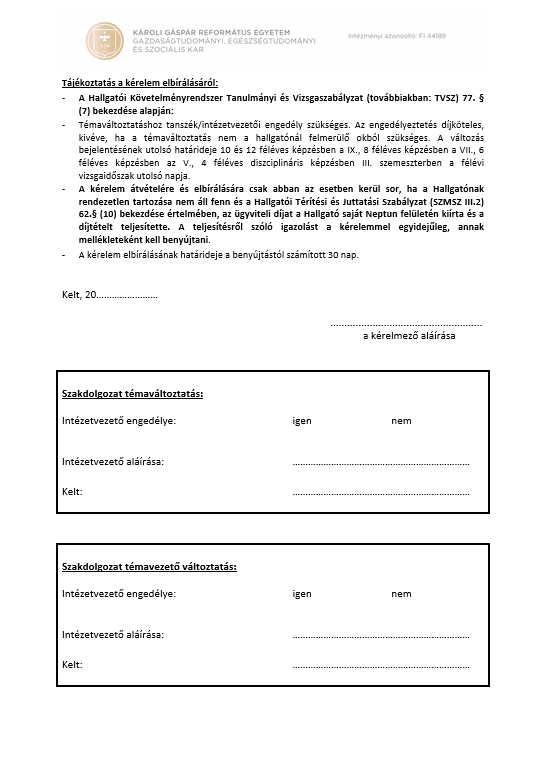 KÁROLI GÁSPÁR REFORMÁTUS EGYETEM
GAZDASÁGTUDOMÁNYI, EGÉSZSÉGTUDOMÁNYI
ÉS SZOCIÁLIS KAR
Intézményi azonosító: FI 44189
Tájékoztatás a kérelem elbírálásáról:
- A Hallgatói Követelményrendszer Tanulmányi és Vizsgaszabályzat (továbbiakban: TVSZ) 77. §
(7) bekezdése alapján:
- Témaváltoztatáshoz tanszék/intézetvezetői engedély szükséges. Az engedélyeztetés díjköteles,
kivéve, ha a témaváltoztatás nem a hallgatónál felmerülő okból szükséges. A változás
bejelentésének utolsó határideje 10 és 12 féléves képzésben a IX., 8 féléves képzésben a VII., 6
féléves képzésben az V., 4 féléves diszciplináris képzésben III. szemeszterben a félévi
vizsgaidőszak utolsó napja.
- A kérelem átvételére és elbírálására csak abban az esetben kerül sor, ha a Hallgatónak
rendezetlen tartozása nem áll fenn és a Hallgatói Térítési és Juttatási Szabályzat (SZMSZ III.2)
62.§ (10) bekezdése értelmében, az ügyviteli díjat a Hallgató saját Neptun felületén kiírta és a
díjtételt teljesítette. A teljesítésről szóló igazolást a kérelemmel egyidejűleg, annak
mellékleteként kell benyújtani.
- A kérelem elbírálásának határideje a benyújtástól számított 30 nap.
Kelt, 20…………………
……………………………………………
a kérelmező aláírása
Szakdolgozat témaváltoztatás:
Intézetvezető engedélye: igen nem
Intézetvezető aláírása: ……………………………………………………
Kelt: ……………………………………………………
Szakdolgozat témavezető változtatás:
Intézetvezető engedélye: igen nem
Intézetvezető aláírása: ……………………………………………………
Kelt: ……………………………………………………